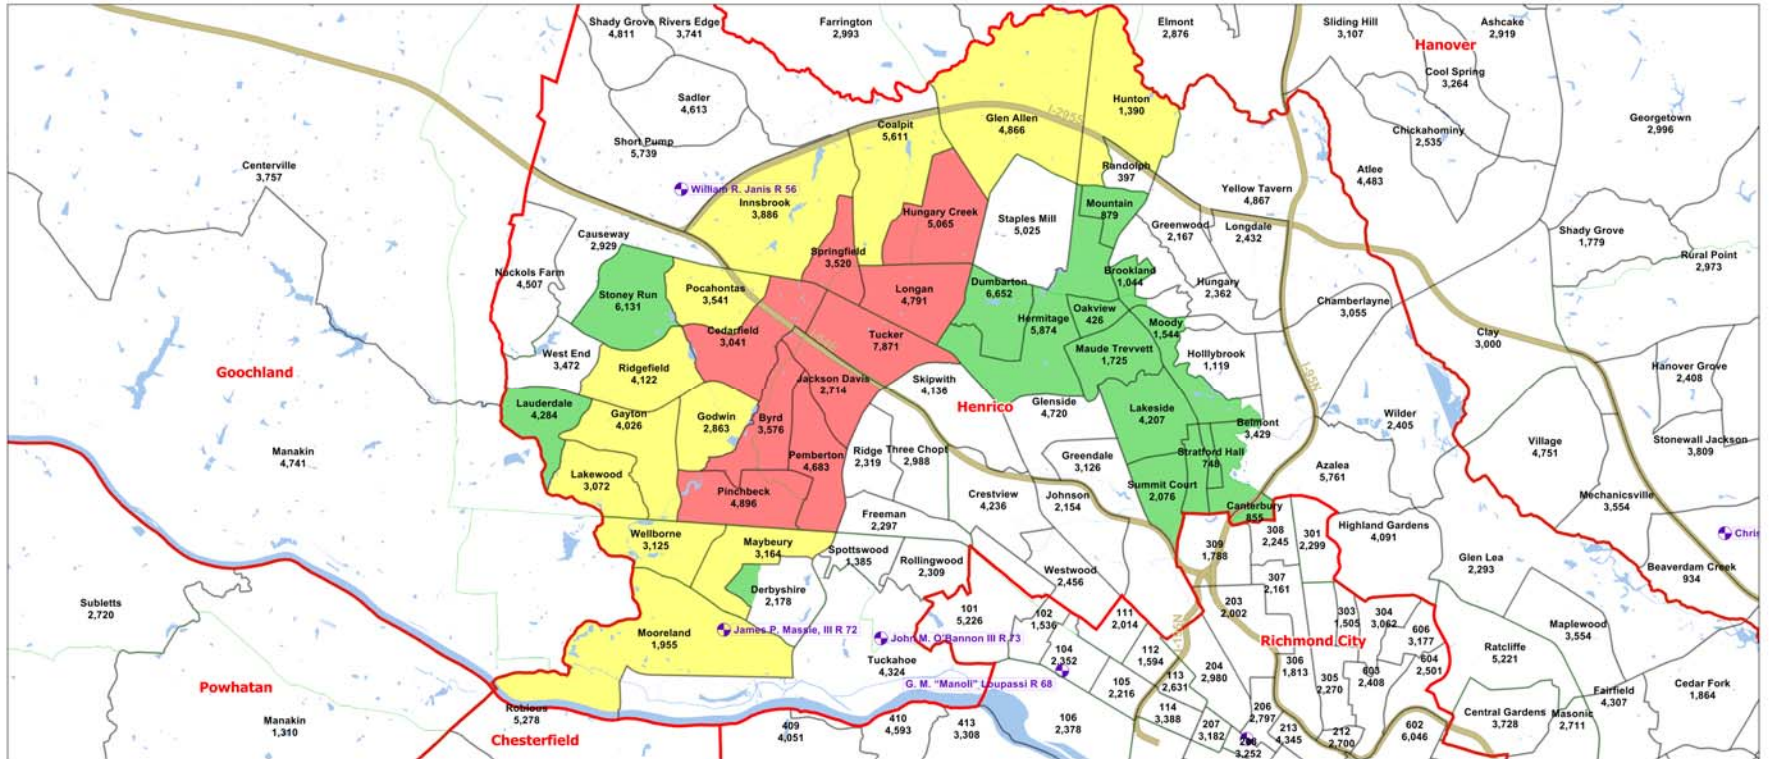 Shady Grove
4,811
Rivers Edge
3,741
Farrington
2,993
Elmont
2,876
Sliding Hill
3,107
Ashcake
2,919
Hanover
Cool Spring
3,264
Sadler
4,613
Hunton
1,390
I-295S
Glen Allen
4,866
Coalpit
5,611
Georgetown
2,996
Chickahominy
2,535
Short Pump
5,739
Centerville
3,757
Randolph
397
Atlee
4,483
William R. Janis R 56
Innsbrook
3,886
Yellow Tavern
4,867
Mountain
879
Hungary Creek
5,065
Staples Mill
5,025
Greenwood
2,167
Longdale
2,432
Shady Grove
1,779
Causeway
2,929
Springfield
3,520
Rural Point
2,973
Nuckols Farm
4,507
Brookland
1,044
Dumbarton
6,652
Hungary
2,362
Pocahontas
3,541
Longan
4,791
Stoney Run
6,131
Chamberlayne
3,055
Oakview
426
Hermitage
5,874
Moody
1,544
Cedarfield
3,041
Tucker
7,871
Clay
3,000
Maude Trevvett
1,725
West End
3,472
Holllybrook
1,119
Goochland
Ridgefield
4,122
Hanover Grove
2,408
Jackson Davis
2,714
Skipwith
4,136
I-95N
Lauderdale
4,284
Henrico
Glenside
4,720
Lakeside
4,207
Gayton
4,026
Godwin
2,863
Byrd
3,576
Wilder
2,405
Belmont
3,429
Village
4,751
Stonewall Jackson
3,809
Manakin
4,741
Ridge
2,319
Three Chopt
2,988
Pemberton
4,683
Greendale
3,126
Stratford Hall
748
Azalea
5,761
Lakewood
3,072
Summit Court
2,076
Pinchbeck
4,896
Crestview
4,236
Johnson
2,154
Mechanicsville
3,554
Canterbury
855
Freeman
2,297
Highland Gardens
4,091
308
2,245
301
2,299
Wellborne
3,125
Maybeury
3,164
309
1,788
Chris
Spottswood
1,385
Rollingwood
2,309
Glen Lea
2,293
Westwood
2,456
Beaverdam Creek
934
307
2,161
Derbyshire
2,178
Subletts
2,720
203
2,002
101
5,226
102
1,536
111
2,014
303
1,505
304
3,062
Maplewood
3,554
Mooreland
1,955
James P. Massie, III R 72
John M. O'Bannon III R 73
606
3,177
Richmond City
Ratcliffe
5,221
104
2,352
112
1,594
Tuckahoe
4,324
204
2,980
306
1,813
604
2,501
603
2,408
Powhatan
G. M. "Manoli" Loupassi R 68
105
2,216
113
2,631
305
2,270
Cedar Fork
1,864
Fairfield
4,307
Robious
5,278
114
3,388
206
2,797
Central Gardens
3,728
Masonic
2,711
Manakin
1,310
409
4,051
410
4,593
413
3,308
106
2,378
207
3,182
213
4,345
212
2,700
602
6,046
Chesterfield
3,252